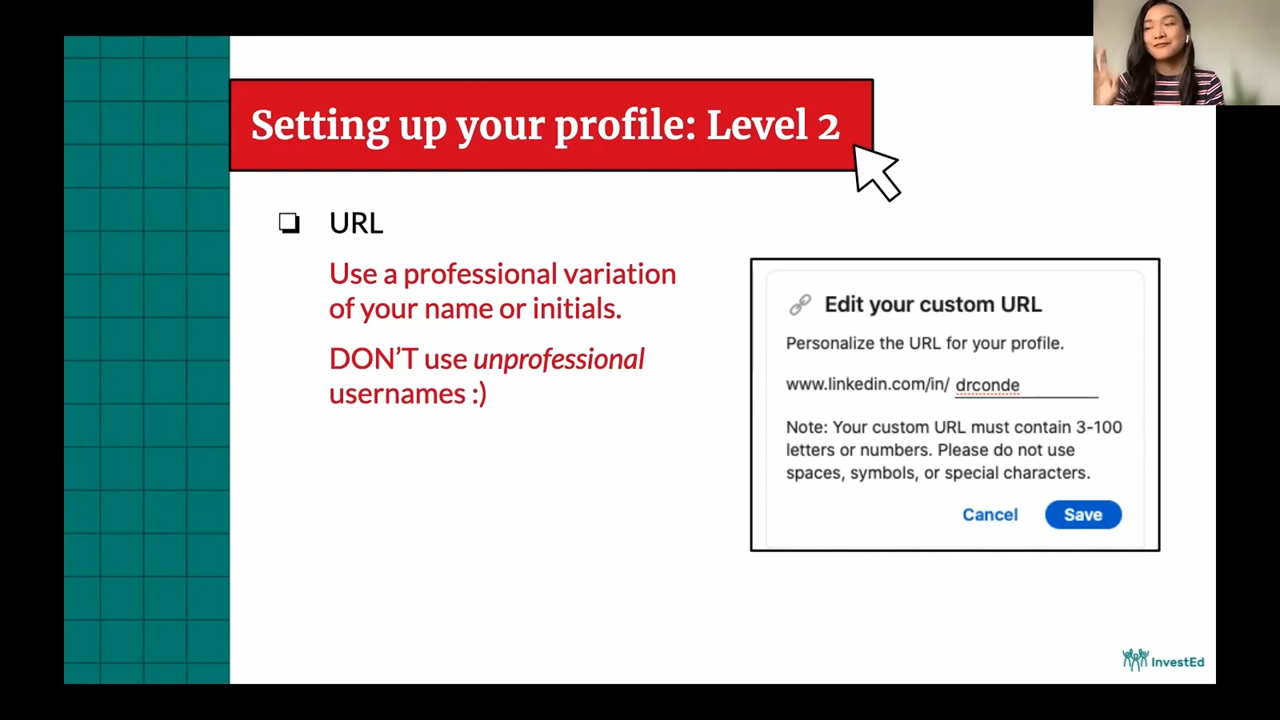 Setting up your profile: Level 2
URL
Use a professional variation
of your name or initials.
DON'T use unprofessional
usernames :)
Edit your custom URL
Personalize the URL for your profile.
www.linkedin.com/in/ drconde
Note: Your custom URL must contain 3-100
letters or numbers. Please do not use
spaces, symbols, or special characters.
Cancel Save
InvestEd